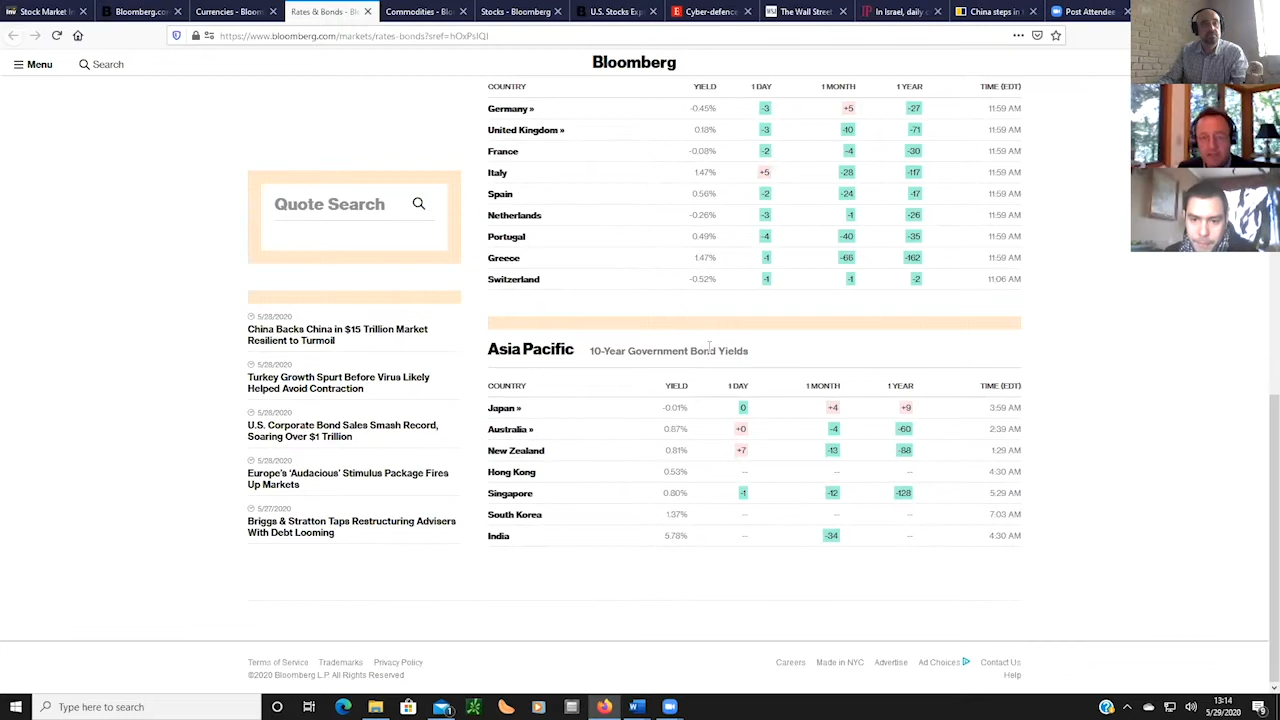 Stock Market In
Bloomberg.com
Currencies - Bloom
Rates & Bonds - Bl
Commodities - Blo
Stocks - Bloomberg
U.S. Stocks Exp
Cyber-def
The Wall Street
In Israel, daily c
China steps in
Post Attendee
https://www.bloomberg.com/markets/rates-bonds?sref=hOxPsIQI
Menu
Search
Bloomberg
COUNTRY YIELD 1 DAY 1 MONTH 1 YEAR TIME (EDT)
Germany » -0.45% -3 +5 -27 11:59 AM
United Kingdom » 0.18% -3 -10 -71 11:59 AM
France -0.08% -2 -4 -30 11:59 AM
Italy 1.47% +5 -28 -117 11:59 AM
Spain 0.56% -2 -24 -17 11:59 AM
Netherlands -0.26% -3 -1 -26 11:59 AM
Portugal 0.49% -4 -40 -35 11:59 AM
Greece 1.47% -1 -66 -162 11:59 AM
Switzerland -0.52% -1 -1 -2 11:06 AM
Quote Search
5/28/2020
China Backs China in $15 Trillion Market
Resilient to Turmoil
5/28/2020
Turkey Growth Spurt Before Virus Likely
Helped Avoid Contraction
5/28/2020
U.S. Corporate Bond Sales Smash Record,
Soaring Over $1 Trillion
5/28/2020
Europe's 'Audacious' Stimulus Package Fires
Up Markets
5/27/2020
Briggs & Stratton Taps Restructuring Advisers
With Debt Looming
Asia Pacific 10-Year Government Bond Yields
COUNTRY YIELD 1 DAY 1 MONTH 1 YEAR TIME (EDT)
Japan » -0.01% 0 +4 +9 3:59 AM
Australia » 0.87% +0 -4 -60 2:39 AM
New Zealand 0.81% +7 -13 -88 1:29 AM
Hong Kong 0.53% -- -- -- 4:30 AM
Singapore 0.80% -1 -12 -128 5:29 AM
South Korea 1.37% -- -- -- 7:03 AM
India 5.78% -- -34 -- 4:30 AM
Terms of Service Trademarks Privacy Policy
©2020 Bloomberg L.P. All Rights Reserved
Careers Made in NYC Advertise Ad Choices Contact Us
Help
Type here to search
13:14
5/29/2020